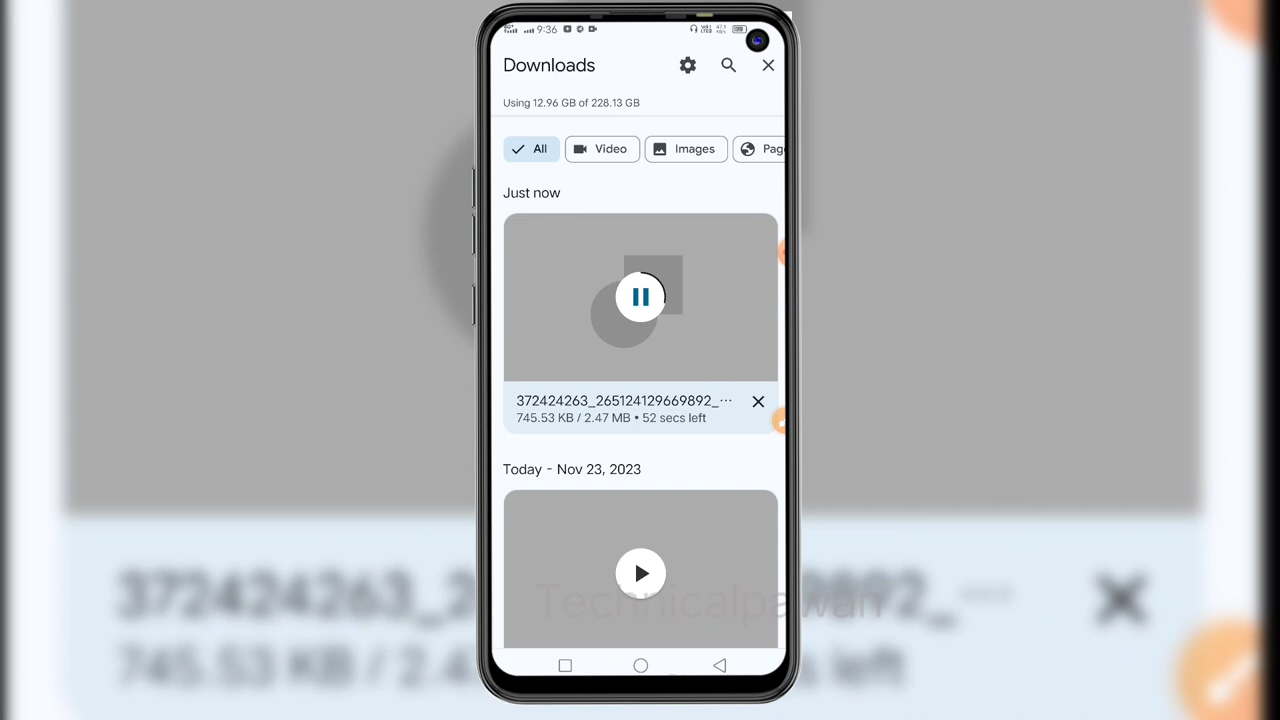 9:36
Downloads
Using 12.96 GB of 228.13 GB
All
Video
Images
Pag
Just now
372424263_265124129669892_...
745.53 KB / 2.47 MB • 52 secs left
Today - Nov 23, 2023
Technicalpawan